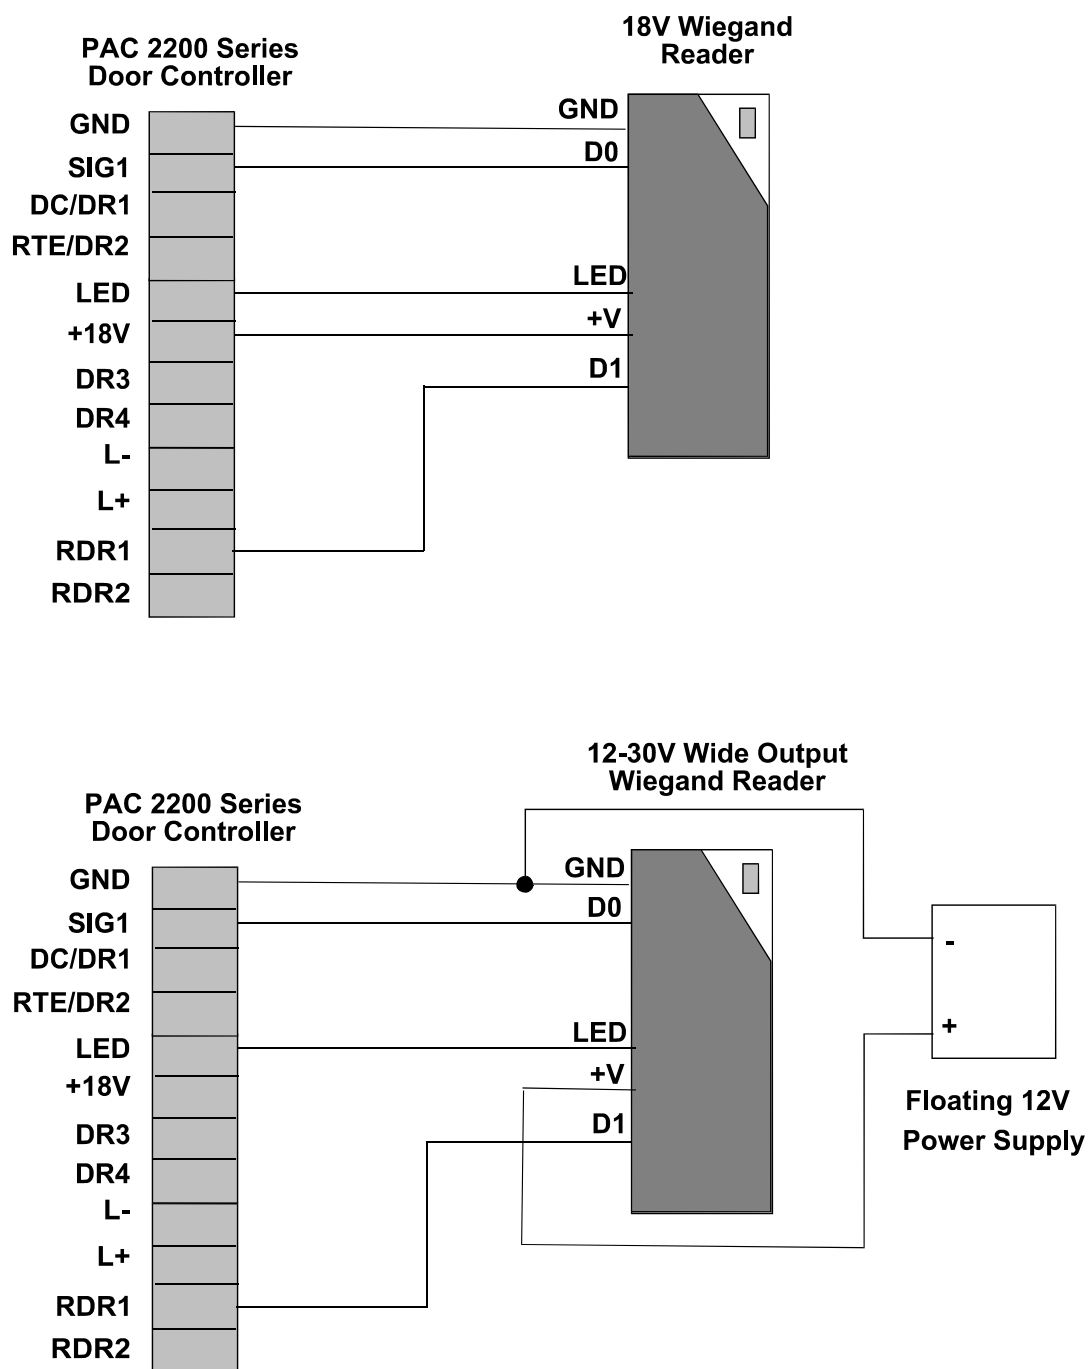 18V Wiegand
Reader
PAC 2200 Series
Door Controller
GND
GND
D0
SIG1
DC/DR1
RTE/DR2
LED
LED
+V
+18V
D1
DR3
DR4
L-
L+
RDR1
RDR2
12-30V Wide Output
Wiegand Reader
PAC 2200 Series
Door Controller
GND
GND
D0
SIG1
DC/DR1
-
RTE/DR2
+
LED
LED
+V
+18V
Floating 12V
Power Supply
D1
DR3
DR4
L-
L+
RDR1
RDR2